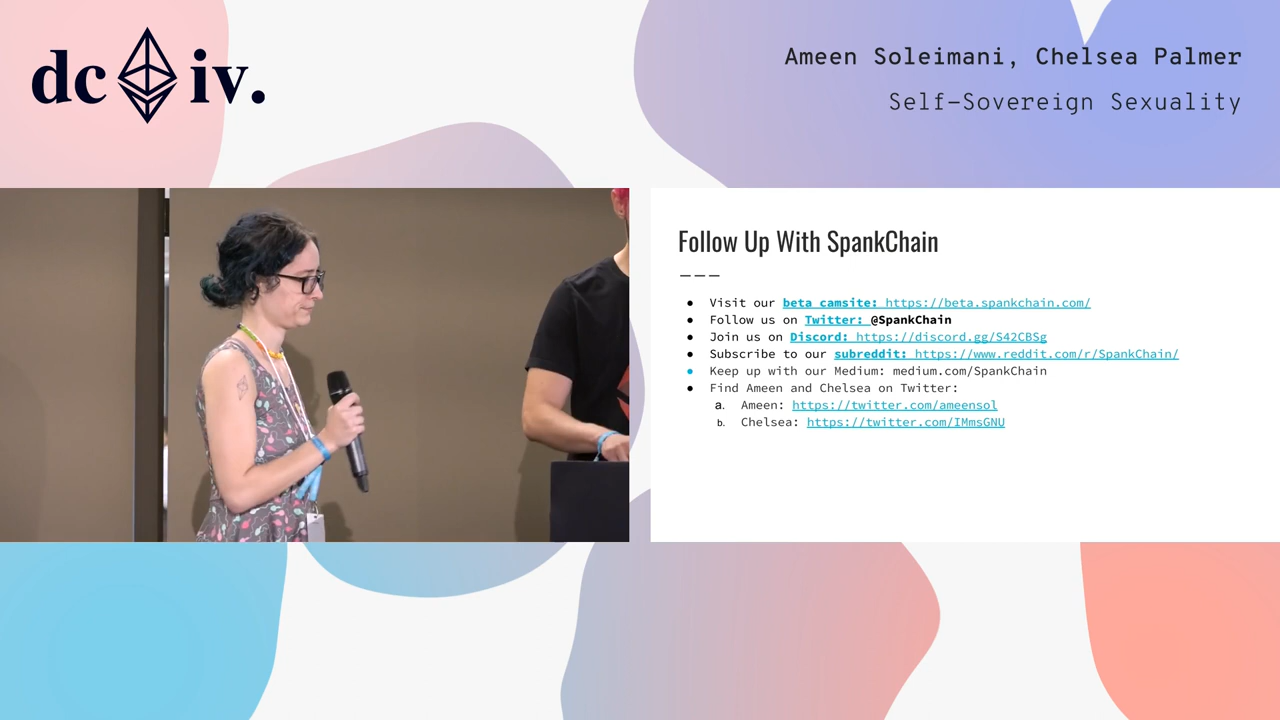 dc iv.
Ameen Soleimani, Chelsea Palmer
Self-Sovereign Sexuality
Follow Up With SpankChain
Visit our beta camsite: https://beta.spankchain.com/
Follow us on Twitter: @SpankChain
Join us on Discord: https://discord.gg/S42CBSg
Subscribe to our subreddit: https://www.reddit.com/r/SpankChain/
Keep up with our Medium: medium.com/SpankChain
Find Ameen and Chelsea on Twitter:
a. Ameen: https://twitter.com/ameensol
b. Chelsea: https://twitter.com/IMmsGNU